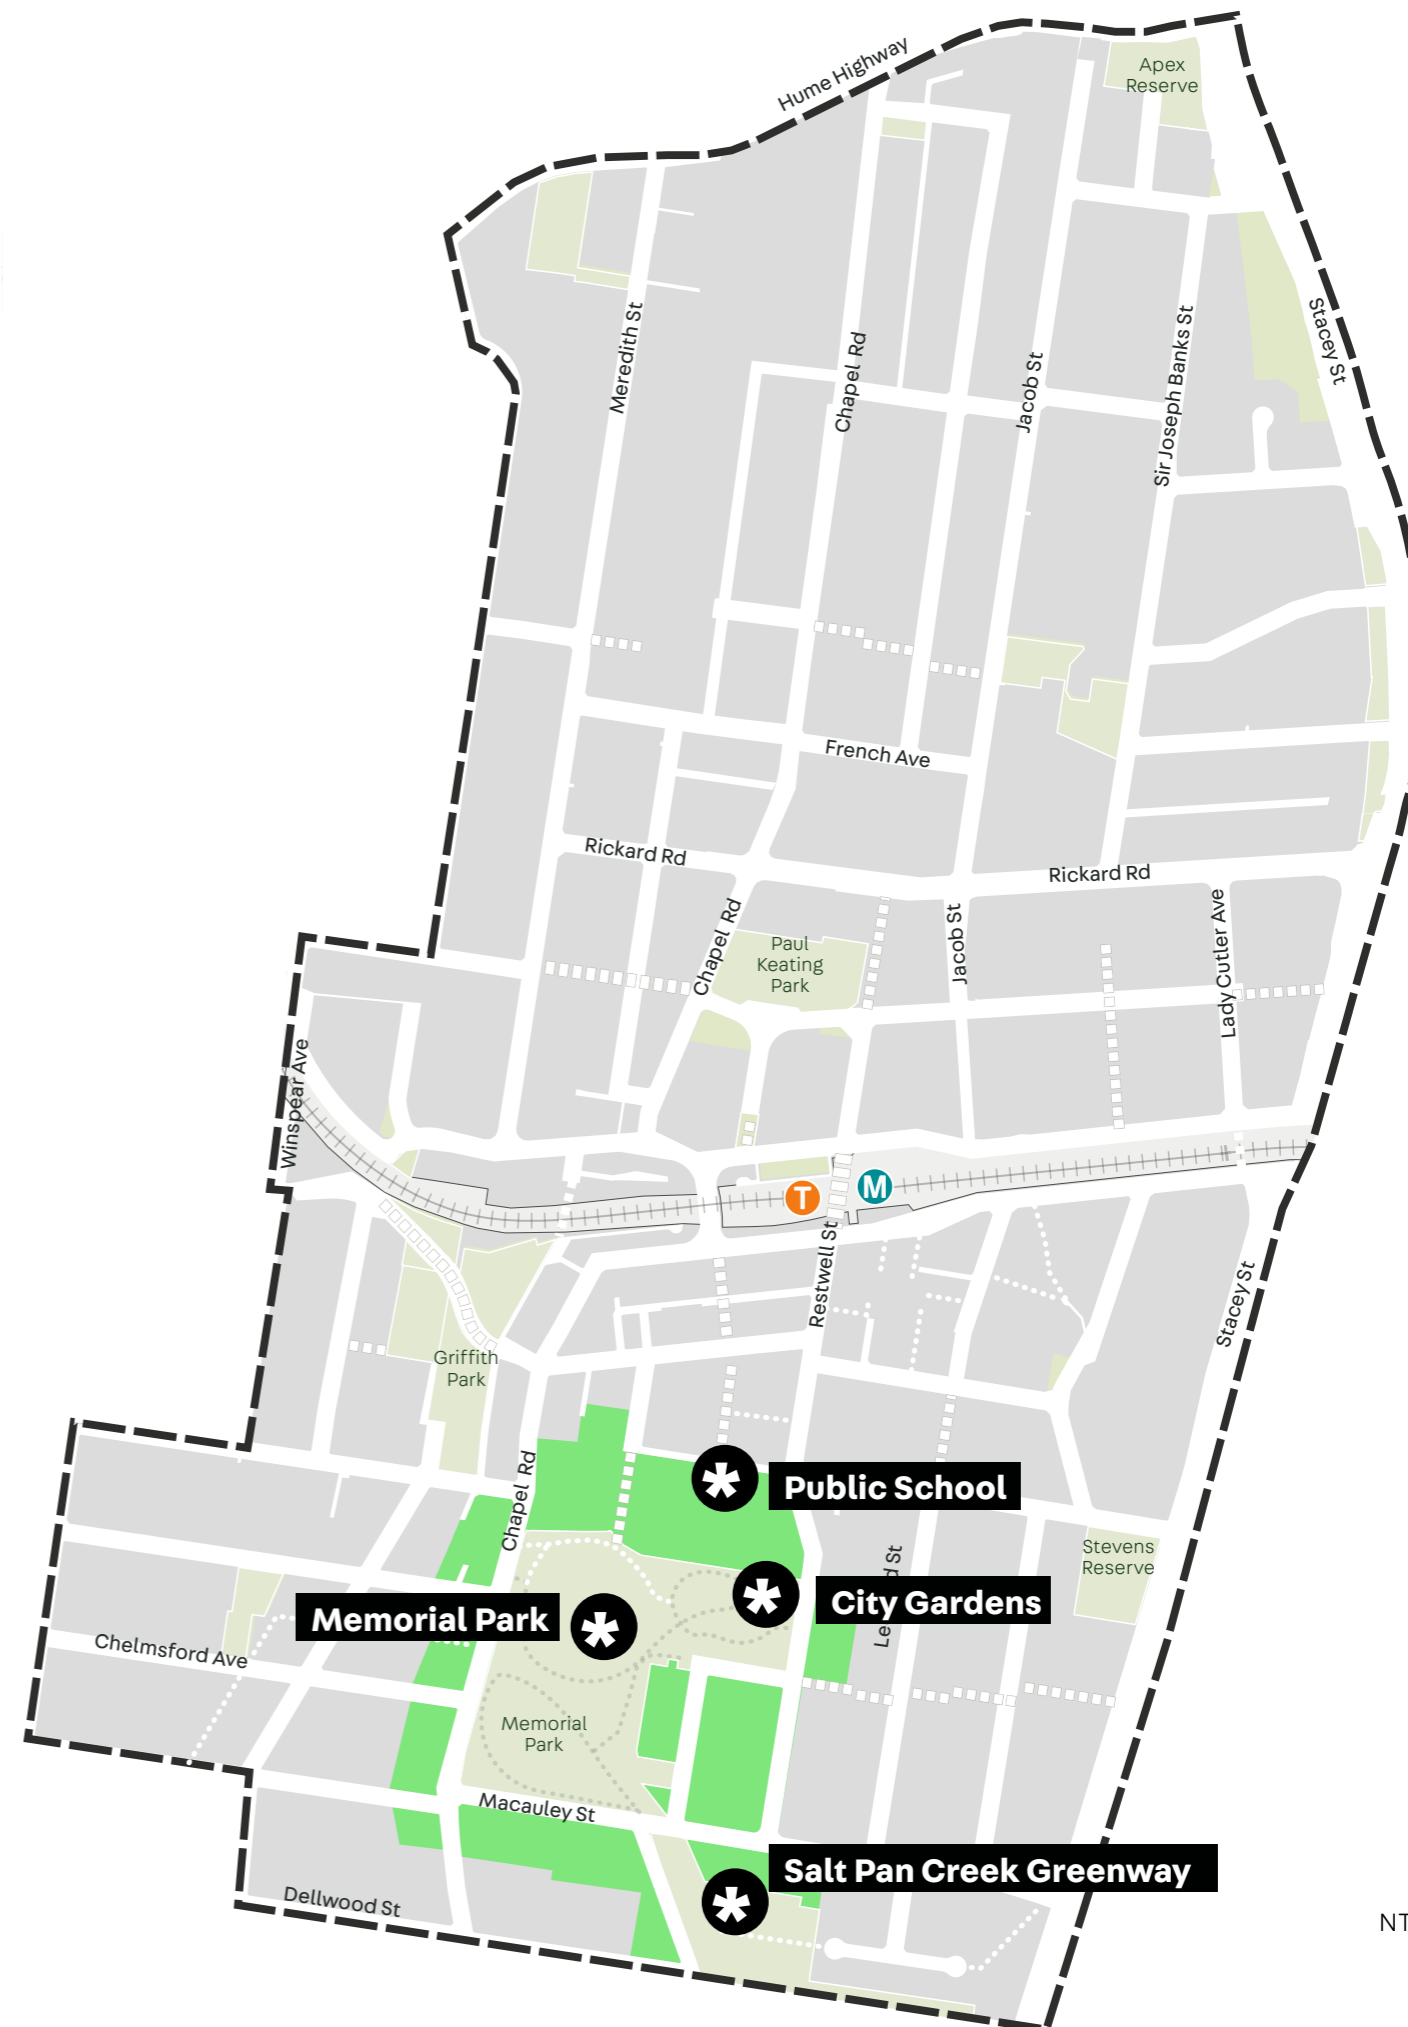 Hume Highway
Apex
Reserve
Meredith St
Chapel Rd
Jacob St
Sir Joseph Banks St
Stacey St
French Ave
Rickard Rd
Rickard Rd
Chapel Rd
Paul
Keating
Park
Jacob St
Lady Cutler Ave
Winspear Ave
T
M
Restwell St
Stacey St
Griffith
Park
Chapel Rd
Public School
Stevens
Reserve
City Gardens
Memorial Park
Chelmsford Ave
Memorial
Park
Macauley St
Salt Pan Creek Greenway
Dellwood St
NT